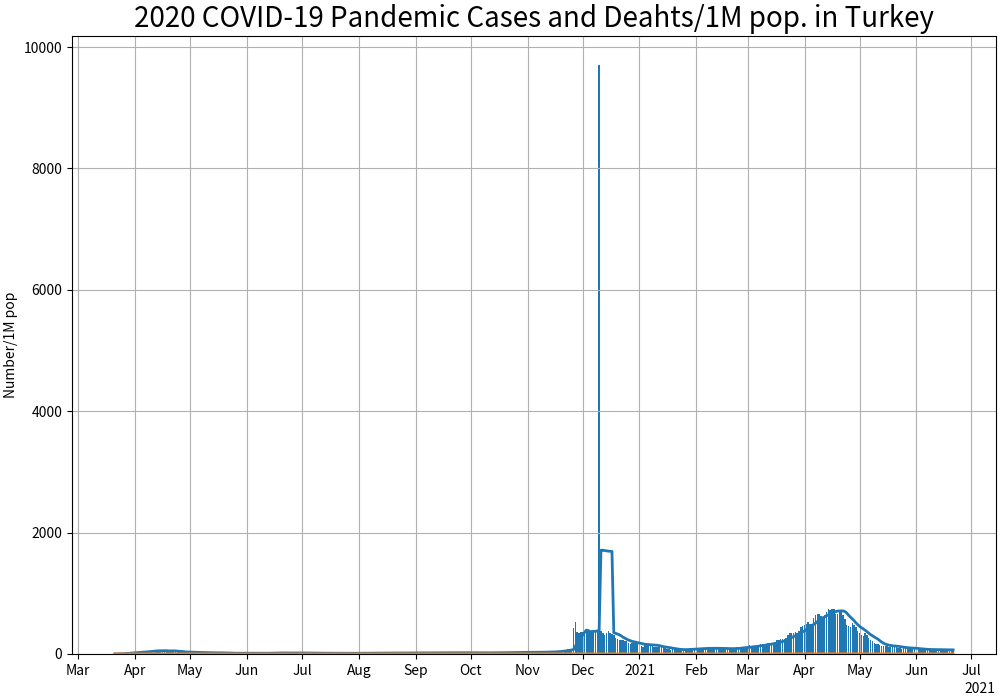 2020 COVID-19 Pandemic Cases and Deahts/1M pop. in Turkey
Number/1M pop
10000
8000
6000
4000
2000
0
Mar Apr May Jun Jul Aug Sep Oct Nov Dec 2021 Feb Mar Apr May Jun Jul
2021